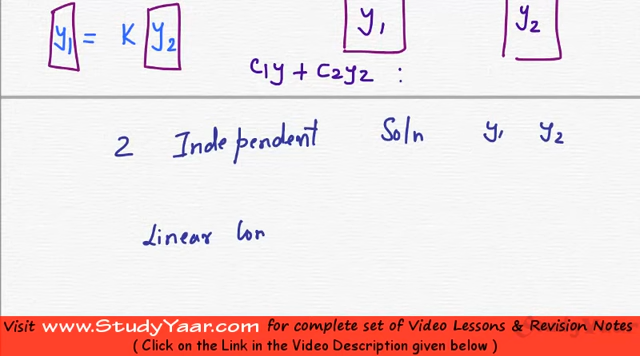 y₁ = K y₂ y₁ y₂
C₁y + C₂y₂ :
2 Independent Soln y₁ y₂
Linear Com
Visit www.StudyYaar.com for complete set of Video Lessons & Revision Notes
( Click on the Link in the Video Description given below )